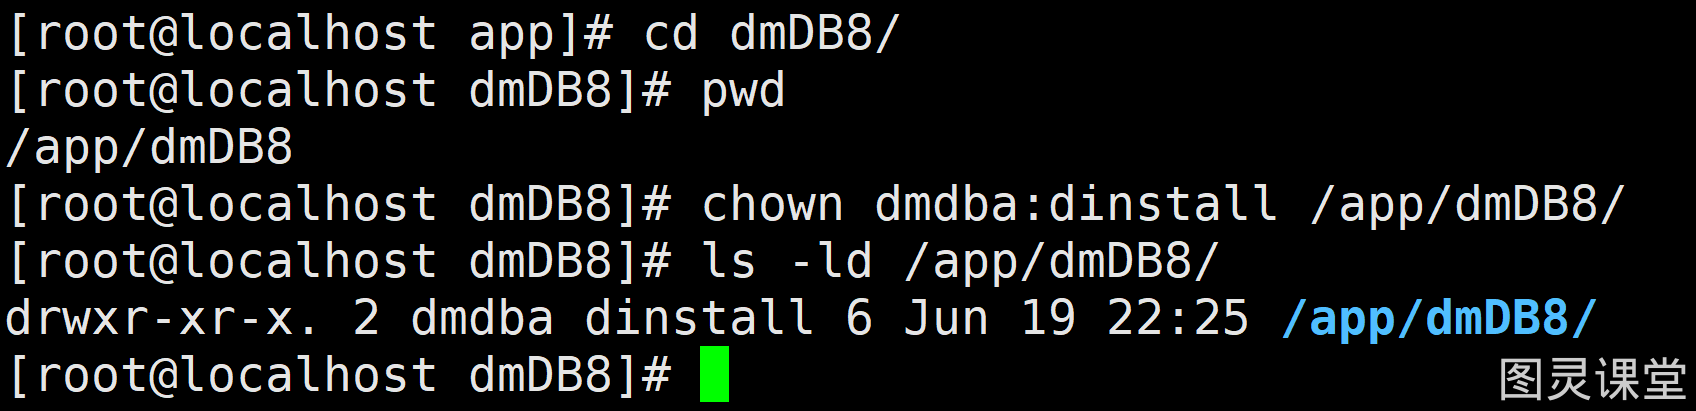 [root@localhost app]# cd dmDB8/
[root@localhost dmDB8]# pwd
/app/dmDB8
[root@localhost dmDB8]# chown dmdba:dinstall /app/dmDB8/
[root@localhost dmDB8]# ls -ld /app/dmDB8/
drwxr-xr-x. 2 dmdba dinstall 6 Jun 19 22:25 /app/dmDB8/
[root@localhost dmDB8]#
图灵课堂